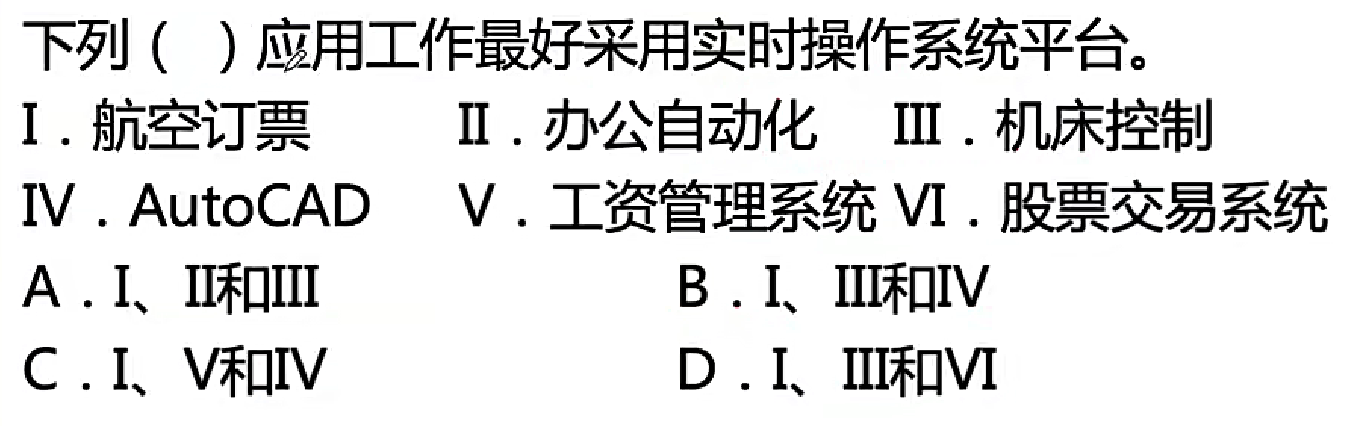 下列（ ）应用工作最好采用实时操作系统平台。
I．航空订票 II．办公自动化 III．机床控制
IV．AutoCAD V．工资管理系统 VI．股票交易系统
A．I、II和III B．I、III和IV
C．I、V和IV D．I、III和VI